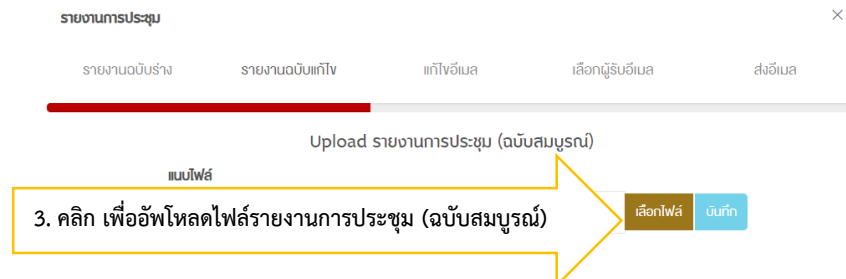 รายงานการประชุม ×
รายงานฉบับร่าง รายงานฉบับแก้ไข แก้ไขอีเมล เลือกผู้รับอีเมล ส่งอีเมล
Upload รายงานการประชุม (ฉบับสมบูรณ์)
แนบไฟล์
3. คลิก เพื่ออัพโหลดไฟล์รายงานการประชุม (ฉบับสมบูรณ์) เลือกไฟล์ บันทึก